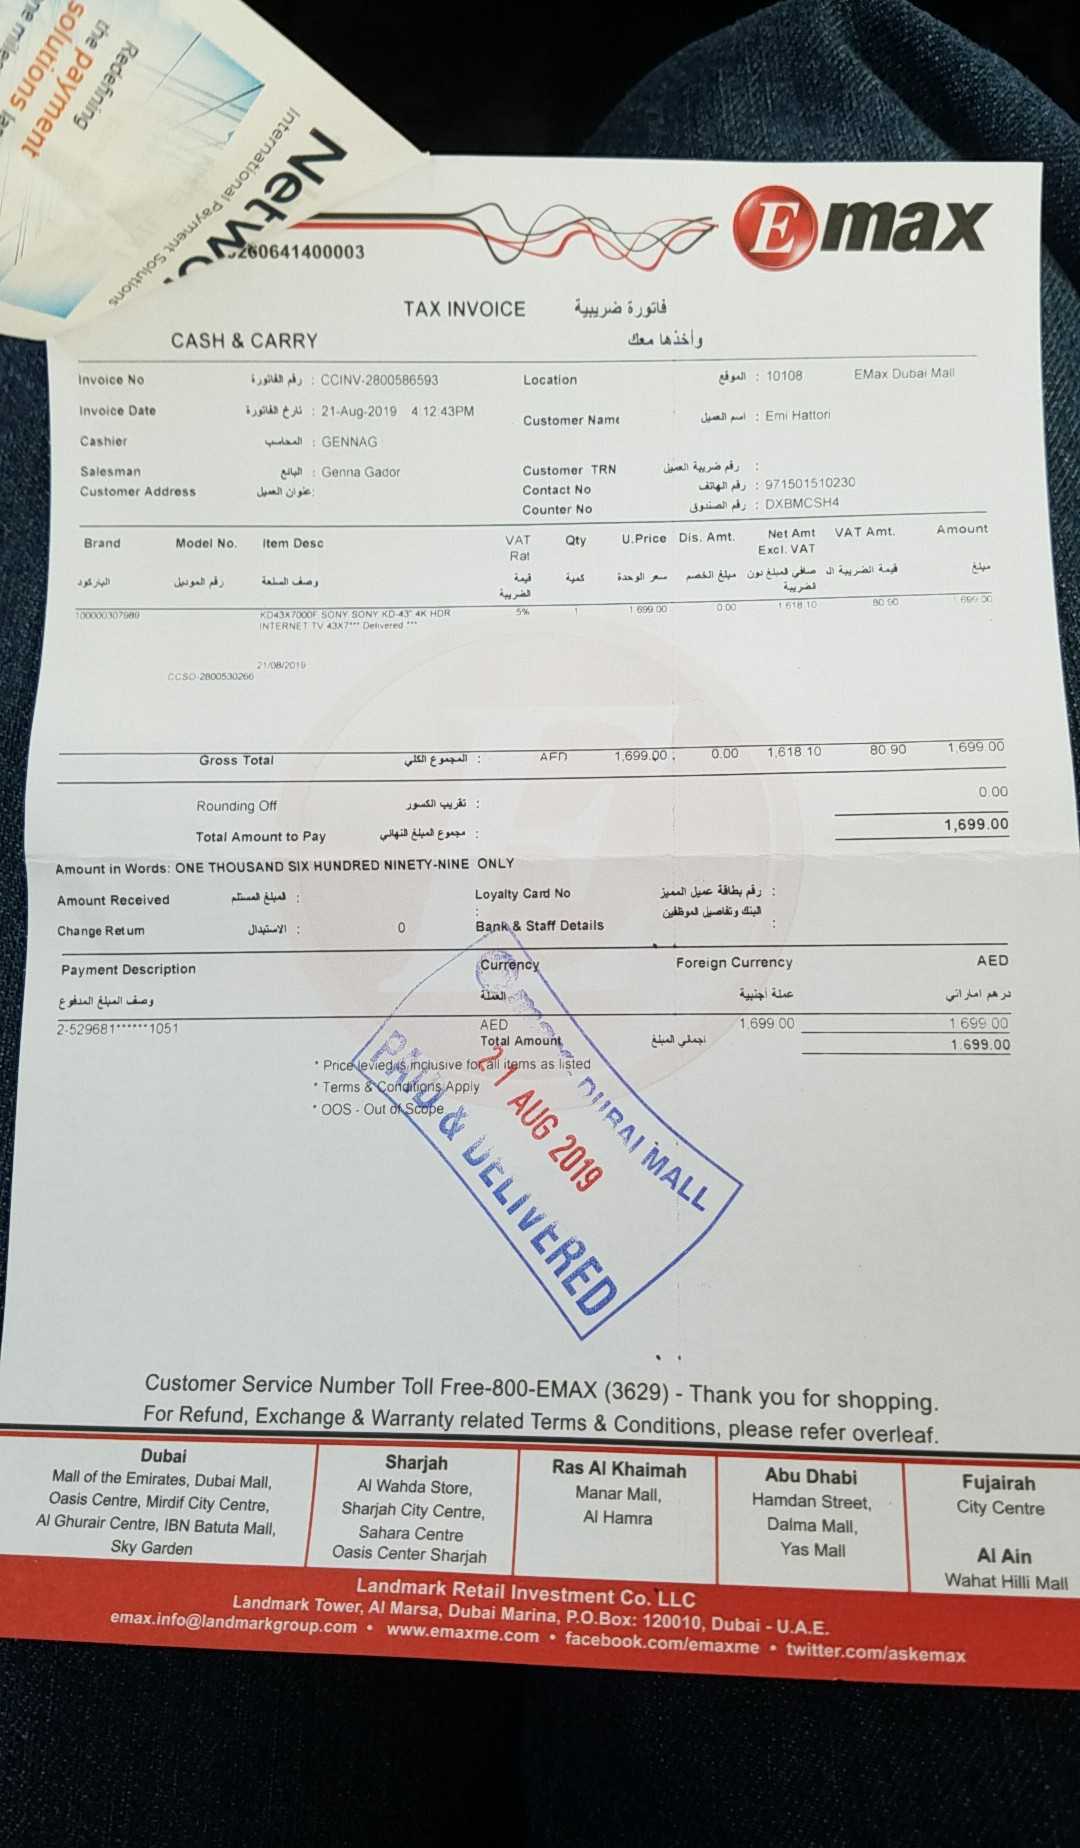 Redefining
the payment
solutions
Network
International Payment Solutions
260641400003
Emax
TAX INVOICE فاتورة ضريبية
CASH & CARRY وأخذها معك
Invoice No رقم الفاتورة : CCINV-2800586593
Location الموقع : 10108 EMax Dubai Mall
Invoice Date تارخ الفاتورة : 21-Aug-2019 4:12:43PM
Customer Name اسم العميل : Emi Hattori
Cashier المحاسب : GENNAG
Salesman البائع : Genna Gador
Customer TRN رقم ضريبة العميل :
Customer Address عنوان العميل:
Contact No رقم الهاتف : 971501510230
Counter No رقم الصندوق : DXBMCSH4
Brand Model No. Item Desc VAT Rat Qty U.Price Dis. Amt. Net Amt Excl. VAT VAT Amt. Amount
الباركود رقم الموديل وصف السلعة قيمة الضريبة كمية سعر الوحدة مبلغ الخصم صافي المبلغ بدون الضريبة قيمة الضريبة ال مبلغ
100000307989 KD43X7000F SONY SONY KD-43" 4K HDR 5% 1 1,699.00 0.00 1,618.10 80.90 1,699.00
INTERNET TV 43X7*** Delivered ***
21/08/2019
CCSO-2800530266
Gross Total المجموع الكلي : AED 1,699.00 0.00 1,618.10 80.90 1,699.00
Rounding Off تقريب الكسور : 0.00
Total Amount to Pay مجموع المبلغ النهائي : 1,699.00
Amount in Words: ONE THOUSAND SIX HUNDRED NINETY-NINE ONLY
Amount Received المبلغ المستلم :
Loyalty Card No رقم بطاقة عميل المميز :
:
Change Return الاستبدال : 0
Bank & Staff Details البنك وتفاصيل الموظفين :
Payment Description Currency Foreign Currency AED
وصف المبلغ المدفوع العملة عملة أجنبية درهم اماراتي
2-529681******1051 AED 1,699.00 1,699.00
Total Amount اجمالي المبلغ 1,699.00
* Price levied is inclusive for all items as listed
* Terms & Conditions Apply
* OOS - Out of Scope
emax - DUBAI MALL
21 AUG 2019
PAID & DELIVERED
Customer Service Number Toll Free-800-EMAX (3629) - Thank you for shopping.
For Refund, Exchange & Warranty related Terms & Conditions, please refer overleaf.
Dubai
Mall of the Emirates, Dubai Mall,
Oasis Centre, Mirdif City Centre,
Al Ghurair Centre, IBN Batuta Mall,
Sky Garden
Sharjah
Al Wahda Store,
Sharjah City Centre,
Sahara Centre
Oasis Center Sharjah
Ras Al Khaimah
Manar Mall,
Al Hamra
Abu Dhabi
Hamdan Street,
Dalma Mall,
Yas Mall
Fujairah
City Centre
Al Ain
Wahat Hilli Mall
Landmark Retail Investment Co. LLC
Landmark Tower, Al Marsa, Dubai Marina, P.O.Box: 120010, Dubai - U.A.E.
emax.info@landmarkgroup.com • www.emaxme.com • facebook.com/emaxme • twitter.com/askemax